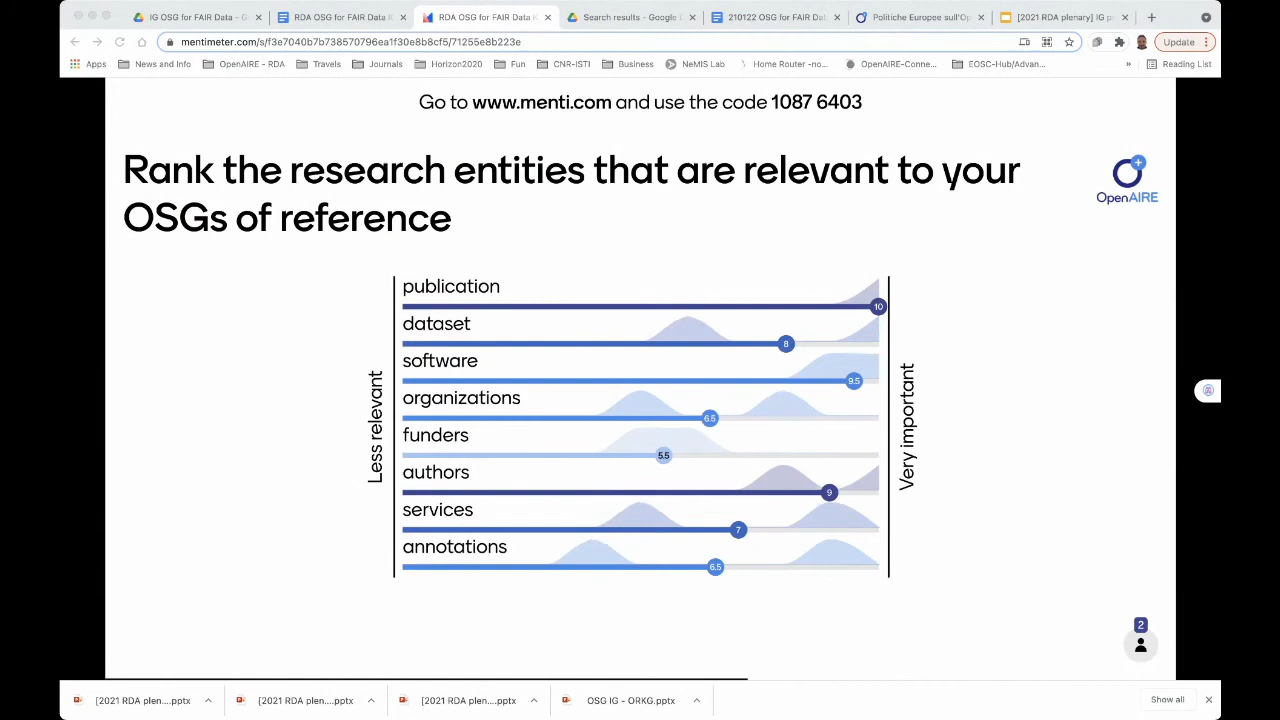 IG OSG for FAIR Data – G
RDA OSG for FAIR Data K
RDA OSG for FAIR Data K
Search results - Google D
210122 OSG for FAIR Dat
Politiche Europee sull'Op
[2021 RDA plenary] IG pr
mentimeter.com/s/f3e7040b7b738570796ea1f30e8b8cf5/71255e8b223e
Update
Apps
News and Info
OpenAIRE - RDA
Travels
Journals
Horizon2020
Fun
CNR-ISTI
Business
NeMIS Lab
Home Router -no...
OpenAIRE-Conne...
EOSC-Hub/Advan...
»
Reading List
Go to www.menti.com and use the code 1087 6403
Rank the research entities that are relevant to your
OSGs of reference
OpenAIRE
Less relevant
publication
10
dataset
8
software
9.5
organizations
6.5
funders
5.5
authors
9
services
7
annotations
6.5
Very important
2
[2021 RDA plen....pptx
[2021 RDA plen....pptx
[2021 RDA plen....pptx
OSG IG - ORKG.pptx
Show all